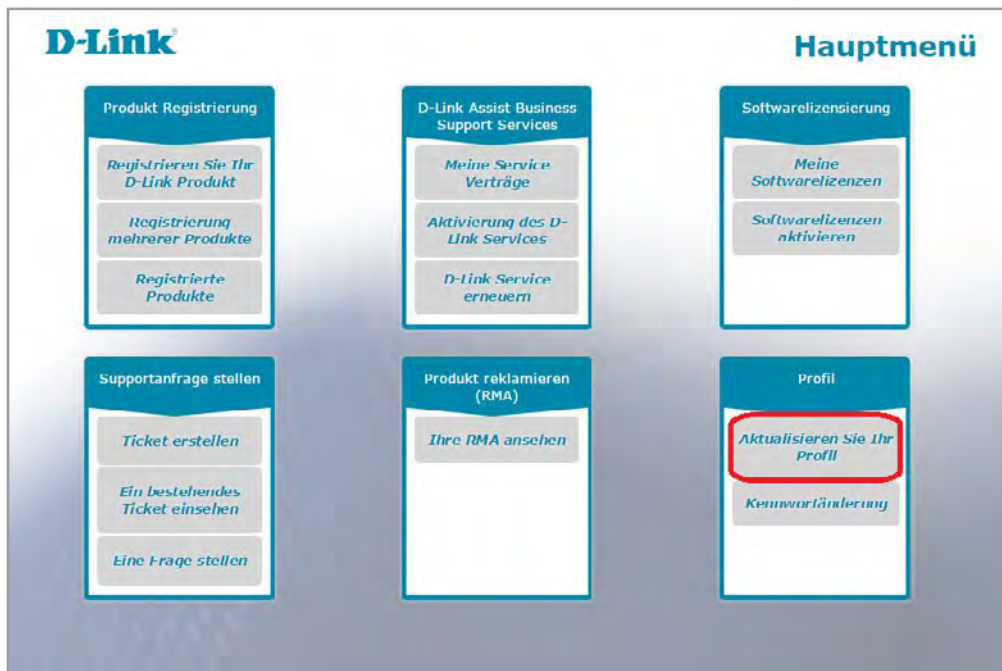 D-Link
Hauptmenü
Produkt Registrierung
Registrieren Sie Ihr
D-Link Produkt
Registrierung
mehrerer Produkte
Registrierte
Produkte
D-Link Assist Business
Support Services
Meine Service
Verträge
Aktivierung des D-
Link Services
D-Link Service
erneuern
Softwarelizensierung
Meine
Softwarelizenzen
Softwarelizenzen
aktivieren
Supportanfrage stellen
Ticket erstellen
Ein bestehendes
Ticket einsehen
Eine Frage stellen
Produkt reklamieren
(RMA)
Ihre RMA ansehen
Profil
Aktualisieren Sie Ihr
Profil
Kennwortänderung